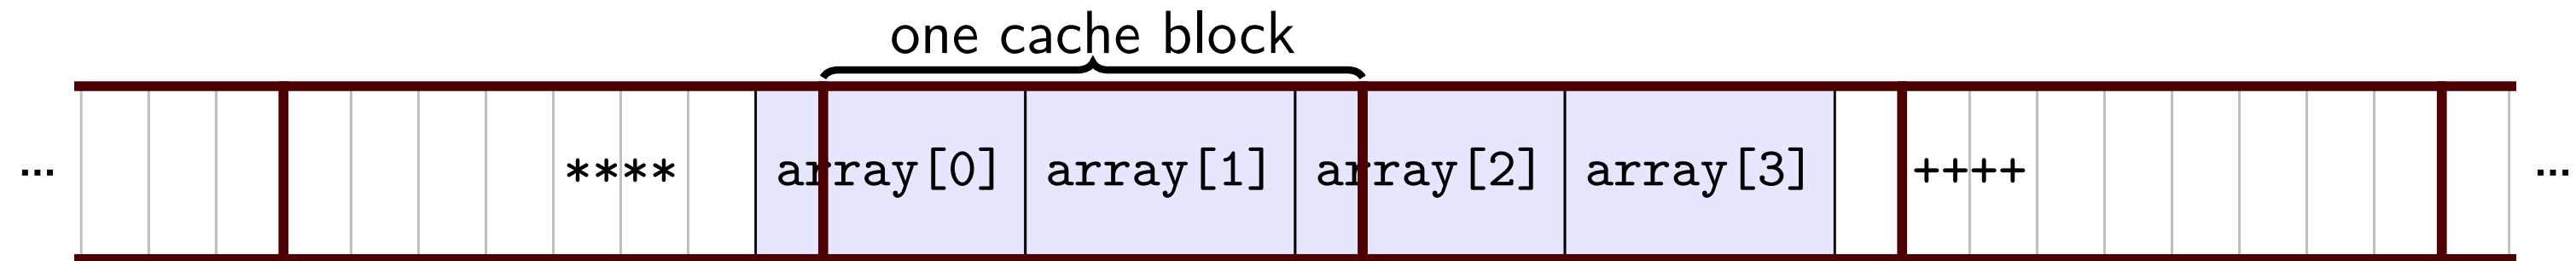 one cache block
... **** array[0] array[1] array[2] array[3] ++++ ...